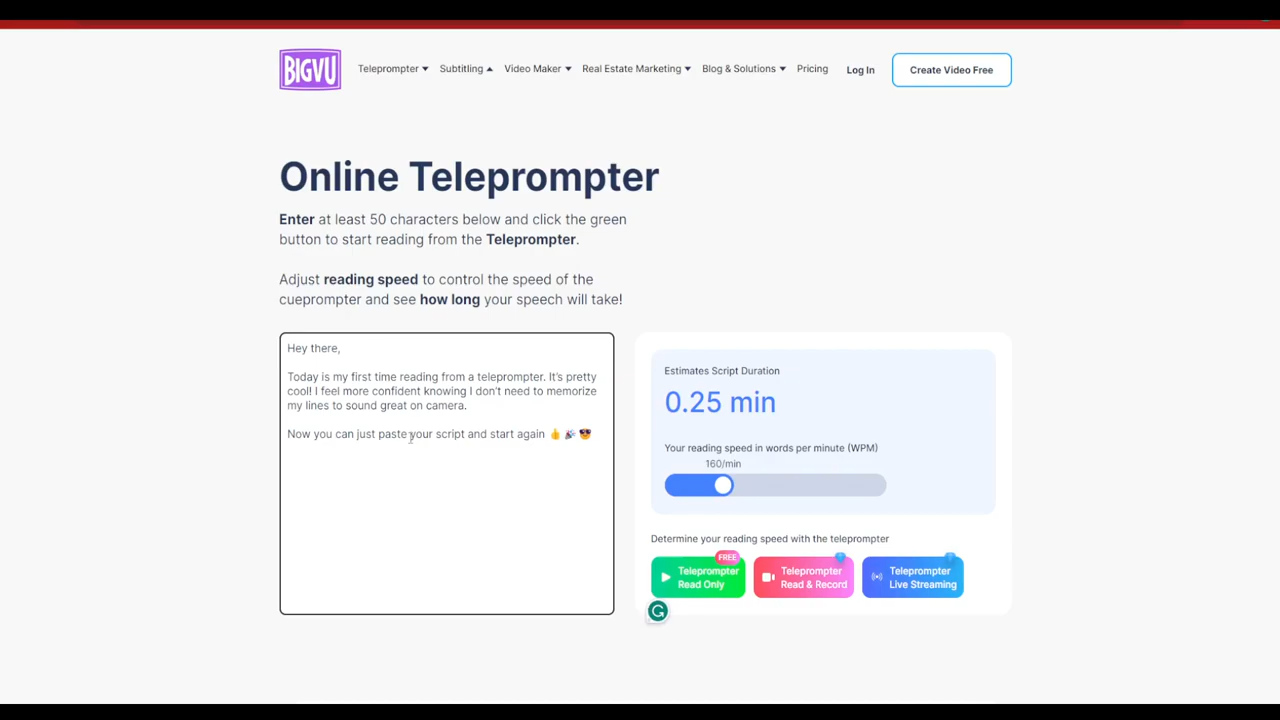 BIGVU
Teleprompter
Subtitling
Video Maker
Real Estate Marketing
Blog & Solutions
Pricing
Log In
Create Video Free
Online Teleprompter
Enter at least 50 characters below and click the green
button to start reading from the Teleprompter.
Adjust reading speed to control the speed of the
cueprompter and see how long your speech will take!
Hey there,
Today is my first time reading from a teleprompter. It's pretty
cool! I feel more confident knowing I don't need to memorize
my lines to sound great on camera.
Now you can just paste your script and start again 👍 🎉 😎
Estimates Script Duration
0.25 min
Your reading speed in words per minute (WPM)
160/min
Determine your reading speed with the teleprompter
FREE
Teleprompter
Read Only
Teleprompter
Read & Record
Teleprompter
Live Streaming